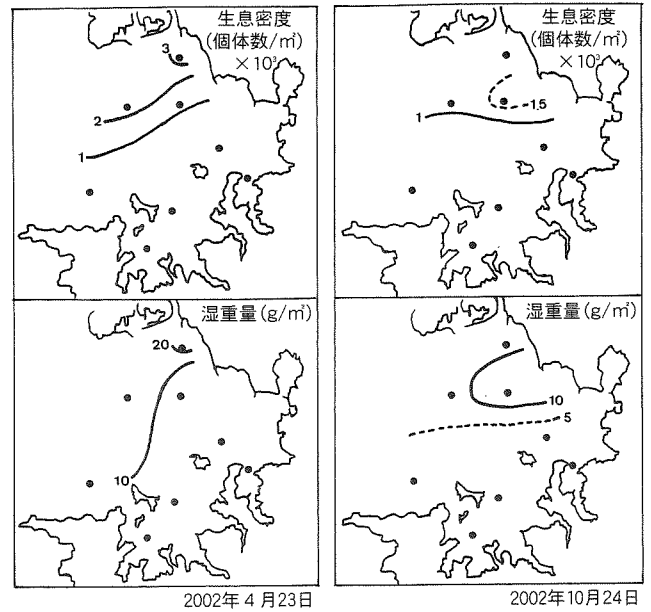 生息密度
(個体数/㎡)
×10³
3
2
1
生息密度
(個体数/㎡)
×10³
1.5
1
湿重量(g/㎡)
20
10
湿重量(g/㎡)
10
5
2002年4月23日
2002年10月24日